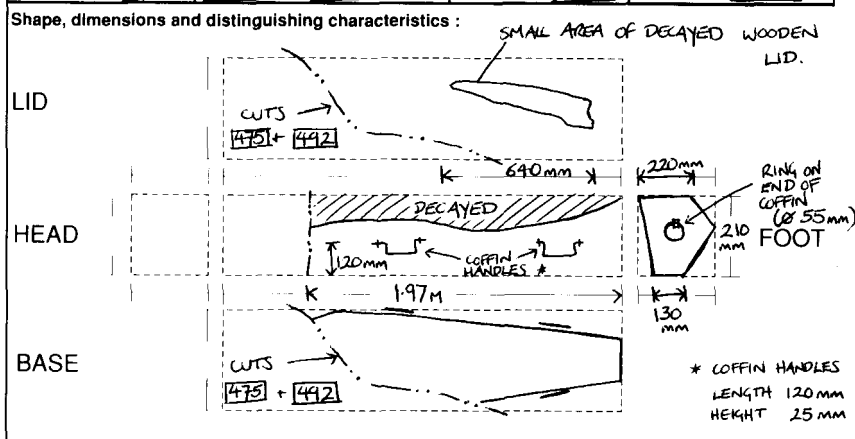 Shape, dimensions and distinguishing characteristics :
SMALL AREA OF DECAYED WOODEN
LID.
LID
CUTS
475 + 492
640mm
220mm
RING ON
END OF
COFFIN
(Ø 55mm)
DECAYED
HEAD
120mm
COFFIN
HANDLES *
210
mm
FOOT
1.97M
130
mm
BASE
CUTS
475 + 492
* COFFIN HANDLES
LENGTH 120mm
HEIGHT 25mm